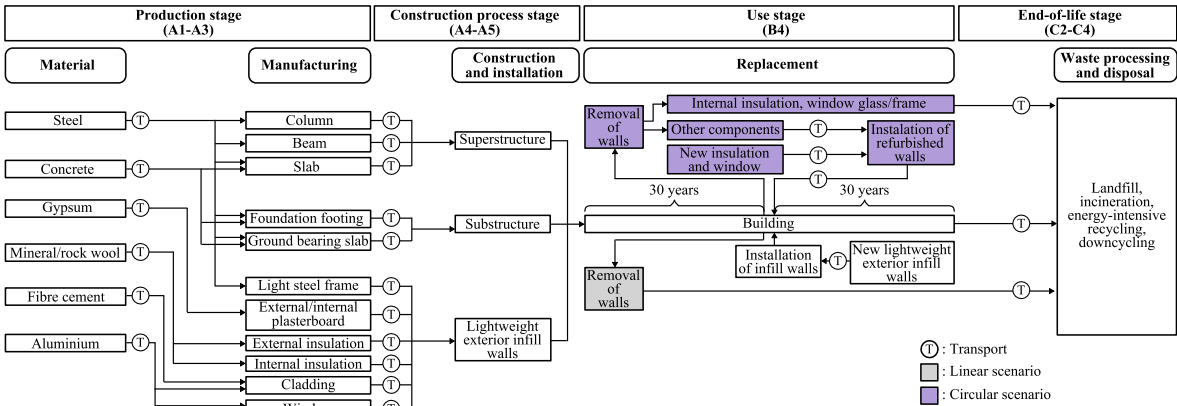 Production stage
(A1-A3)
Construction process stage
(A4-A5)
Use stage
(B4)
End-of-life stage
(C2-C4)
Material
Manufacturing
Construction
and installation
Replacement
Waste processing
and disposal
Steel
T
Column
T
Beam
T
Slab
T
Superstructure
Concrete
T
Gypsum
T
Foundation footing
T
Ground bearing slab
T
Substructure
Mineral/rock wool
T
Fibre cement
T
Aluminium
T
Light steel frame
T
External/internal
plasterboard
T
External insulation
T
Internal insulation
T
Cladding
T
T
Lightweight
exterior infill
walls
Removal
of
walls
Internal insulation, window glass/frame
T
Other components
T
Instalation of
refurbished
walls
New insulation
and window
T
T
30 years
30 years
Building
T
Installation
of infill walls
T
New lightweight
exterior infill
walls
Removal
of
walls
T
Landfill,
incineration,
energy-intensive
recycling,
downcycling
T : Transport
: Linear scenario
: Circular scenario